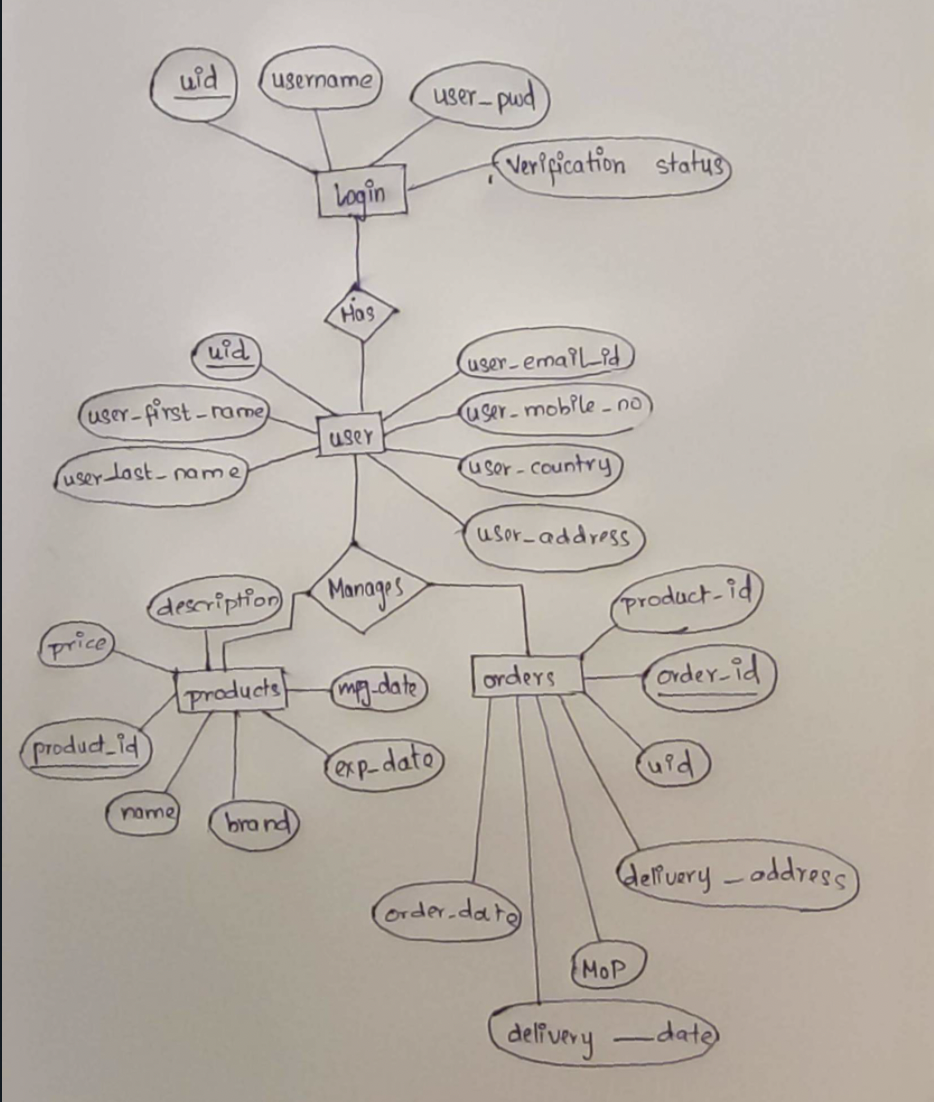 uid
username
user_pwd
Verification status
Login
Has
uid
user_email_id
user_first_name
user_mobile_no
user
user_last_name
user_country
user_address
Manages
description
product_id
price
products
mfg_date
orders
order_id
product_id
exp_date
uid
name
brand
delivery_address
order_date
MoP
delivery_date